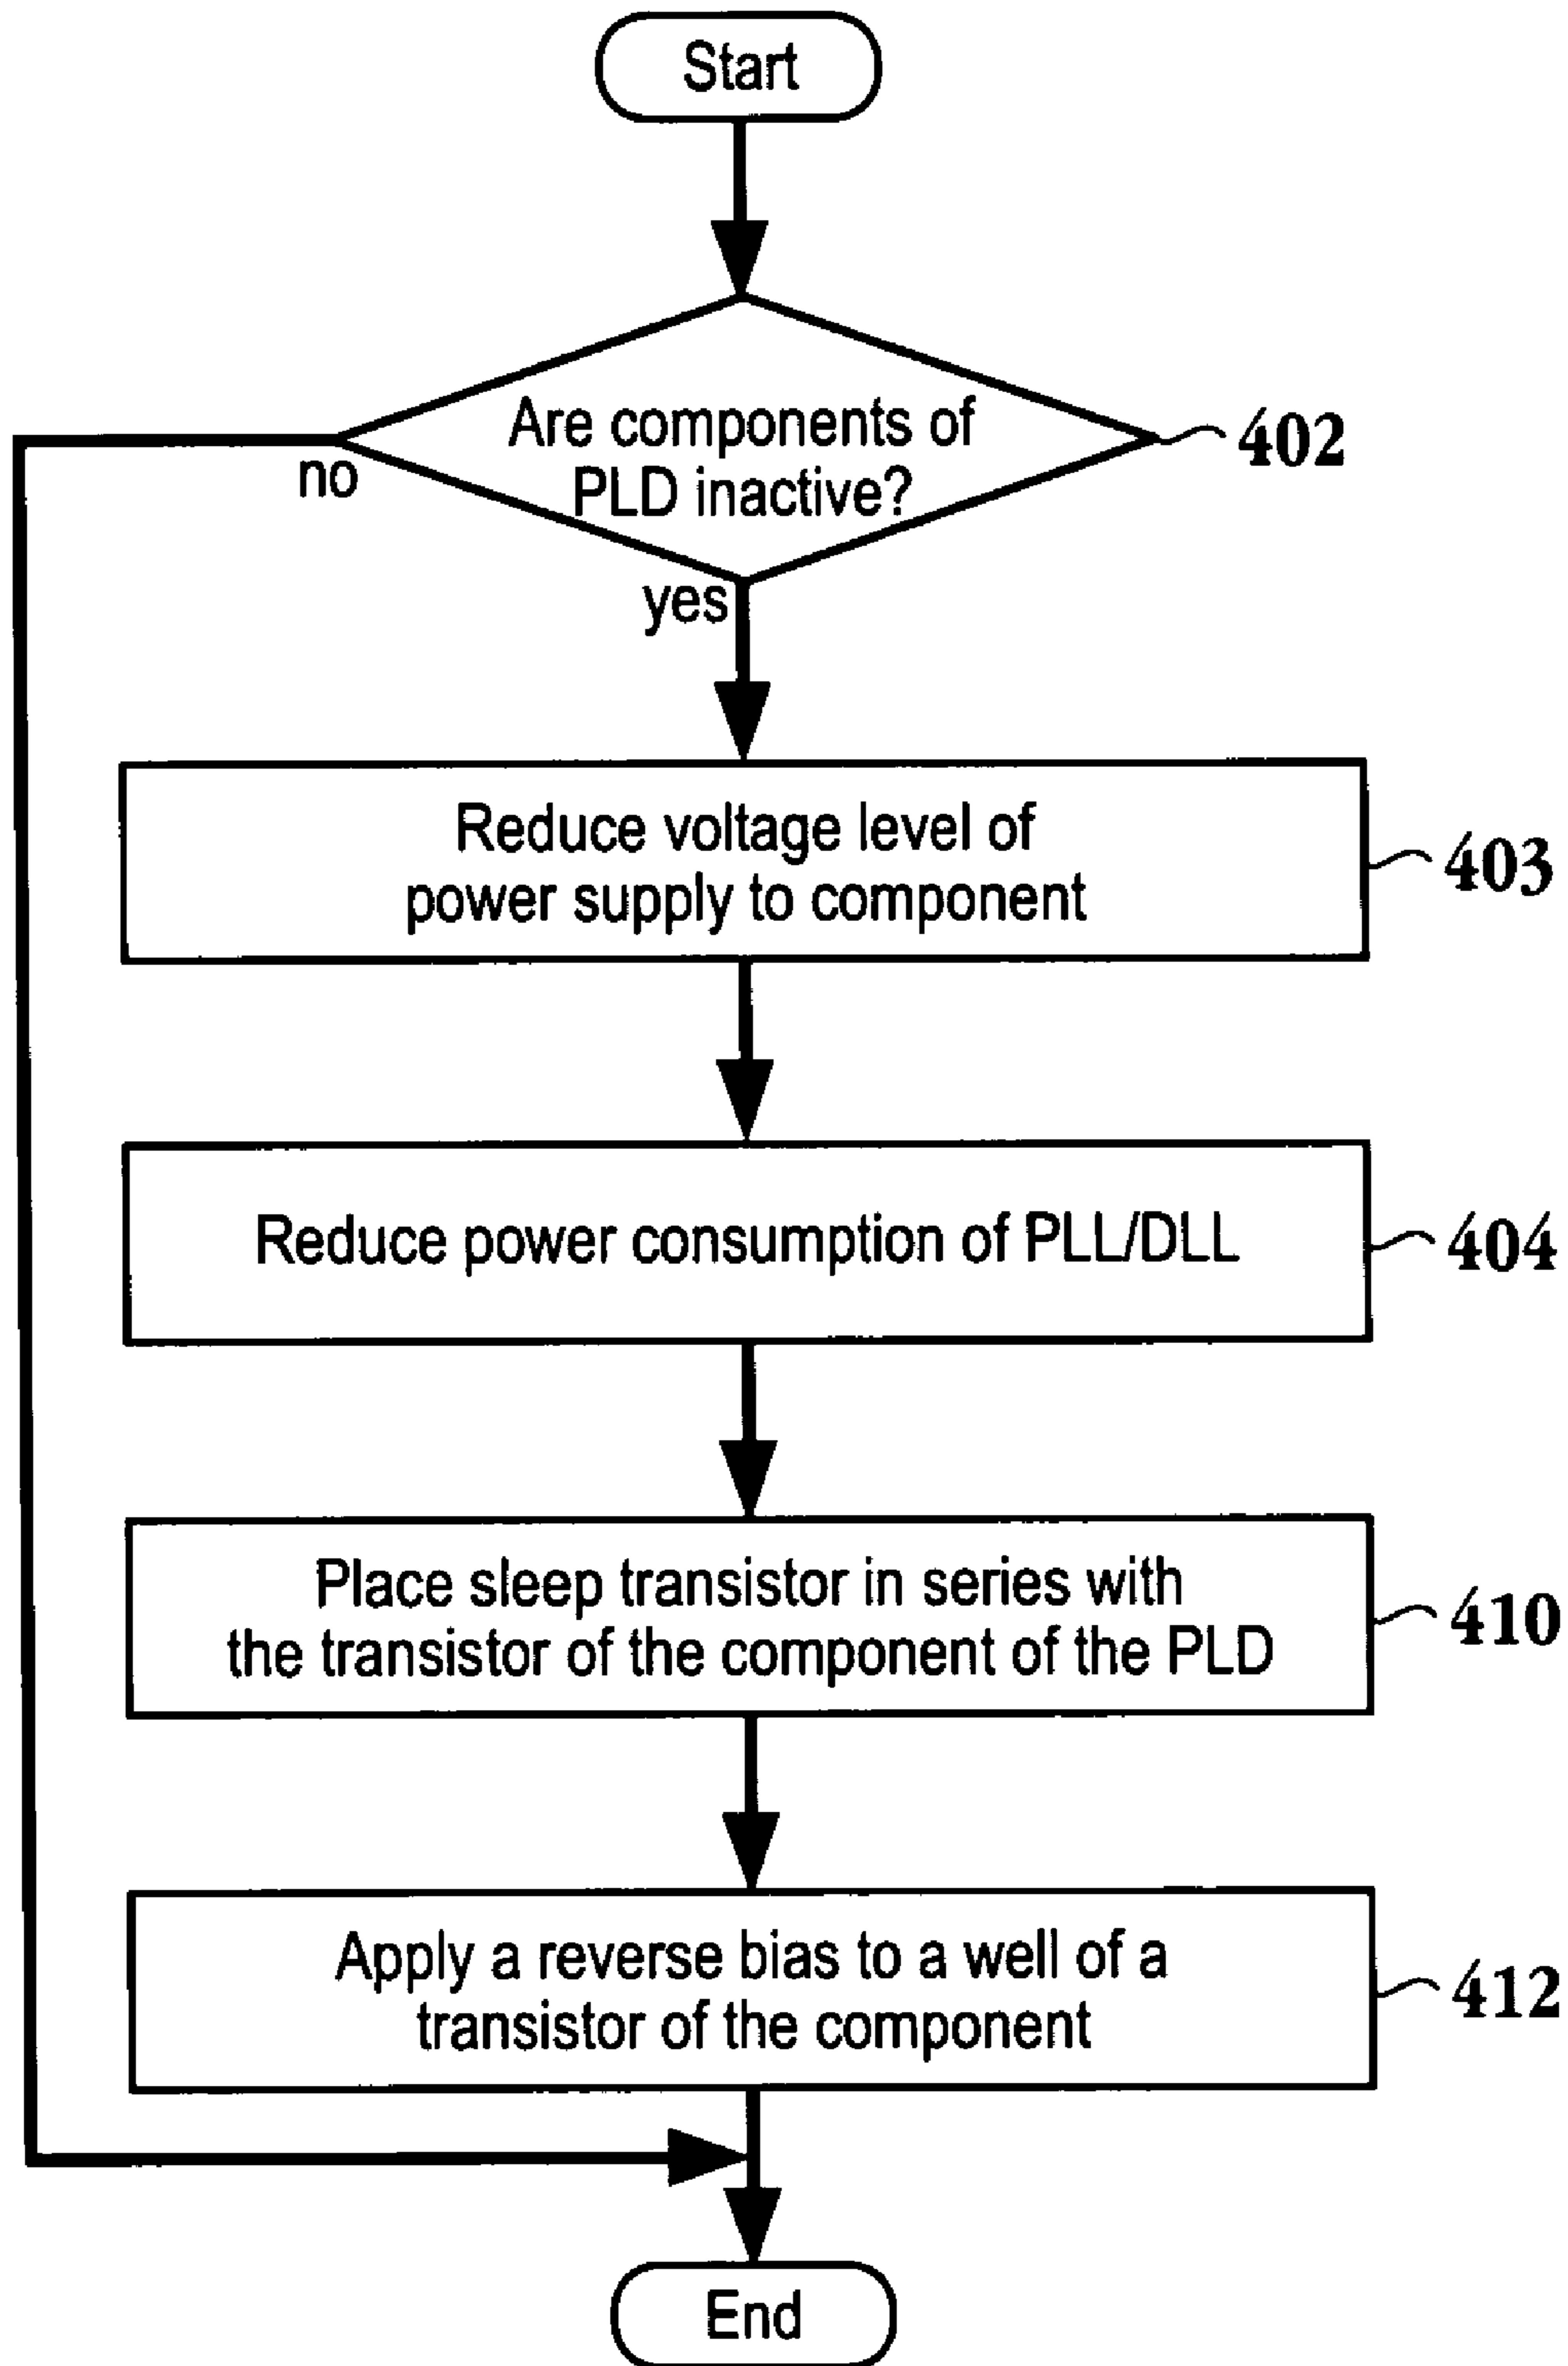 Start
Are components of
PLD inactive?
402
no
yes
Reduce voltage level of
power supply to component
403
Reduce power consumption of PLL/DLL
404
Place sleep transistor in series with
the transistor of the component of the PLD
410
Apply a reverse bias to a well of a
transistor of the component
412
End